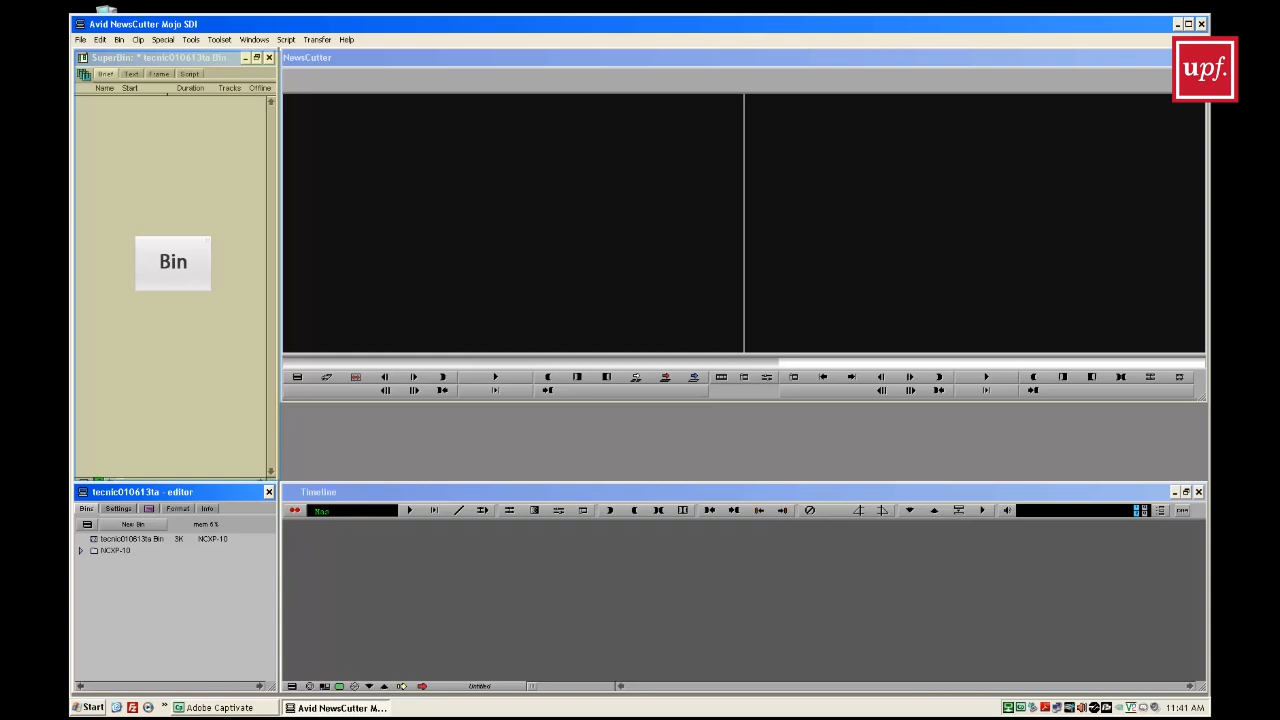 Avid NewsCutter Mojo SDI
File Edit Bin Clip Special Tools Toolset Windows Script Transfer Help
SuperBin: * tecnic010613ta Bin
NewsCutter
upf.
Brief Text Frame Script
Name Start Duration Tracks Offline
Bin
tecnic010613ta - editor
Timeline
Bins Settings Format Info
New Bin mem 6%
tecnic010613ta Bin 3K NCXP-10
NCXP-10
Untitled
Start
Adobe Captivate
Avid NewsCutter M...
11:41 AM